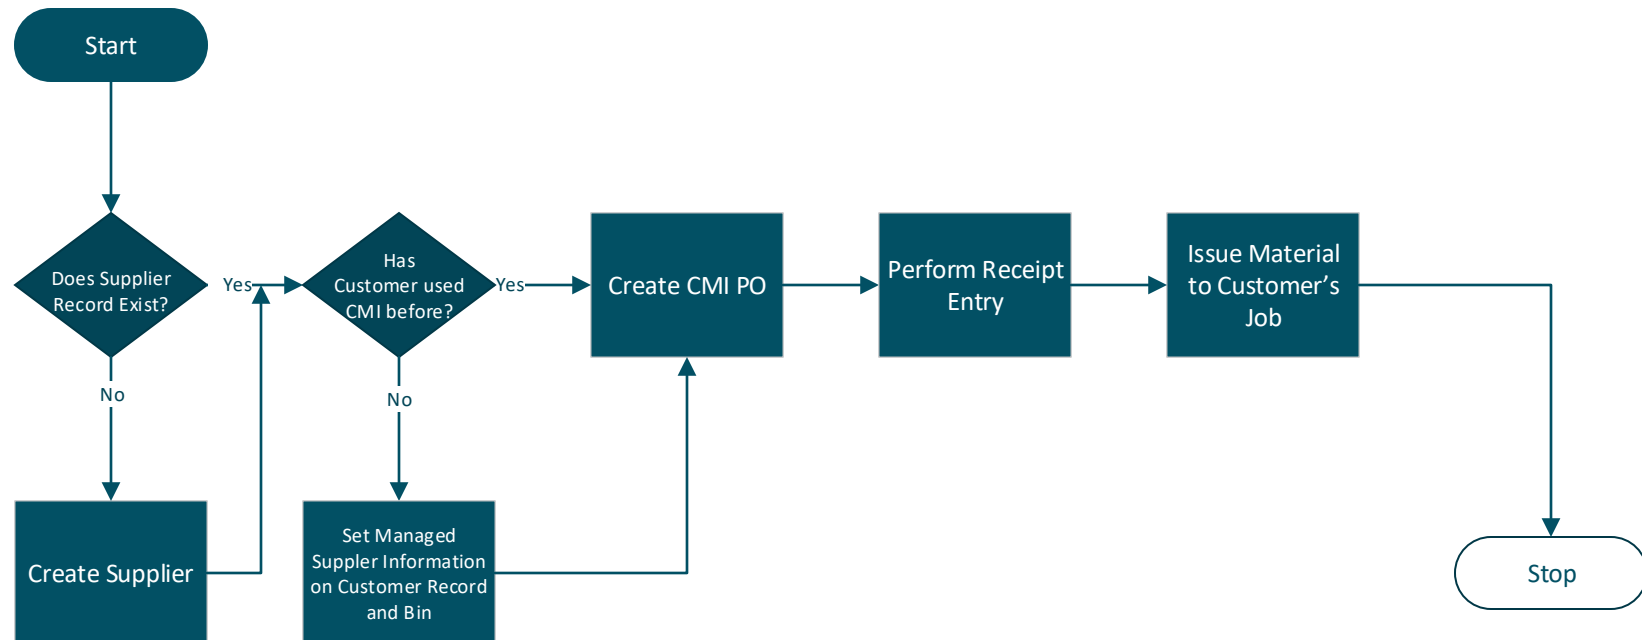 Start
Does Supplier
Record Exist?
Yes
No
Create Supplier
Has
Customer used
CMI before?
Yes
No
Set Managed
Suppler Information
on Customer Record
and Bin
Create CMI PO
Perform Receipt
Entry
Issue Material
to Customer’s
Job
Stop